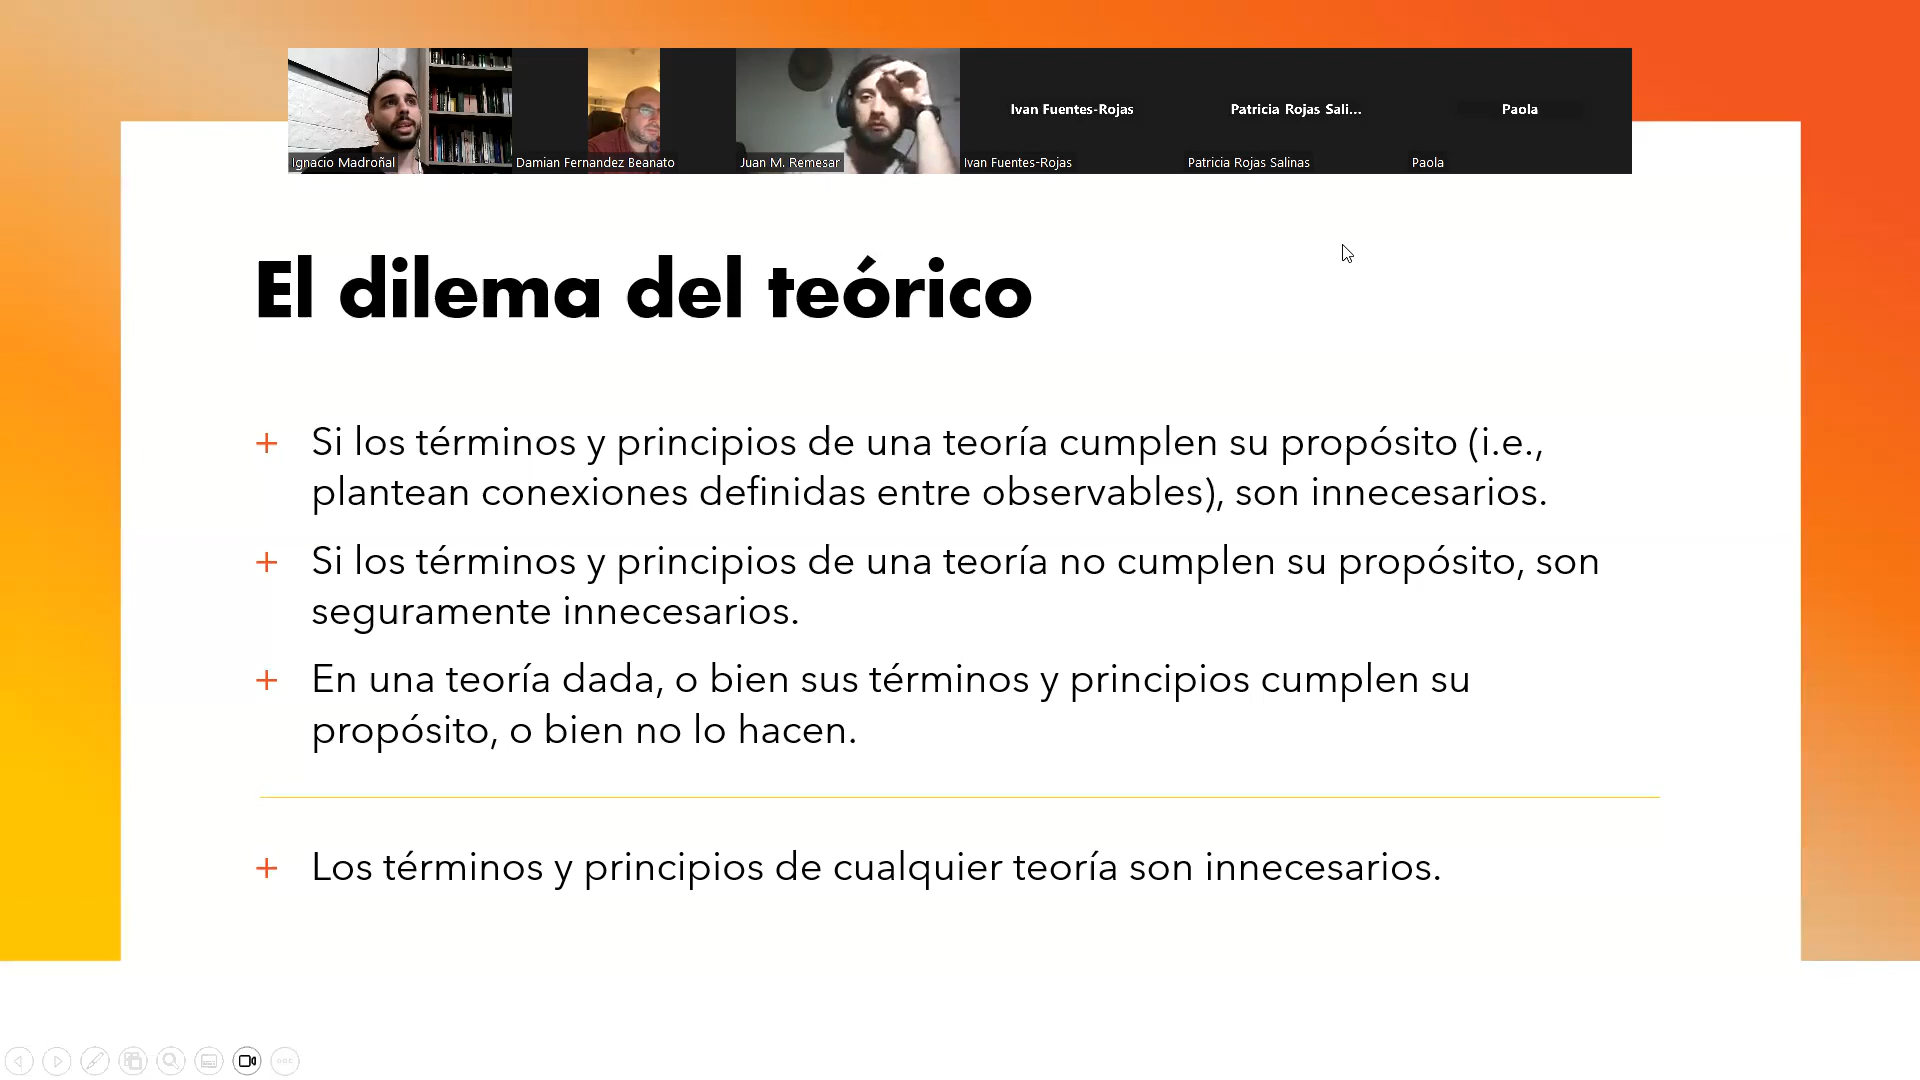 Ivan Fuentes-Rojas
Patricia Rojas Sali...
Paola
Ignacio Madroñal
Damian Fernandez Beanato
Juan M. Remesar
Ivan Fuentes-Rojas
Patricia Rojas Salinas
Paola
El dilema del teórico
+ Si los términos y principios de una teoría cumplen su propósito (i.e.,
plantean conexiones definidas entre observables), son innecesarios.
+ Si los términos y principios de una teoría no cumplen su propósito, son
seguramente innecesarios.
+ En una teoría dada, o bien sus términos y principios cumplen su
propósito, o bien no lo hacen.
+ Los términos y principios de cualquier teoría son innecesarios.